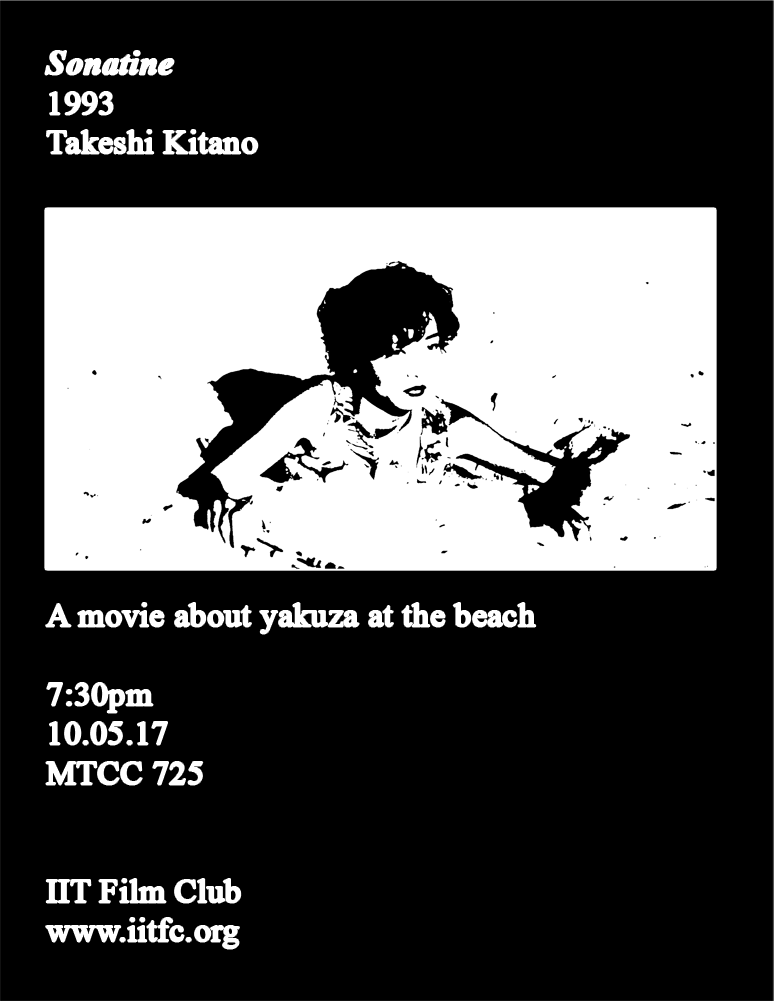 Sonatine
1993
Takeshi Kitano
A movie about yakuza at the beach
7:30pm
10.05.17
MTCC 725
IIT Film Club
www.iitfc.org